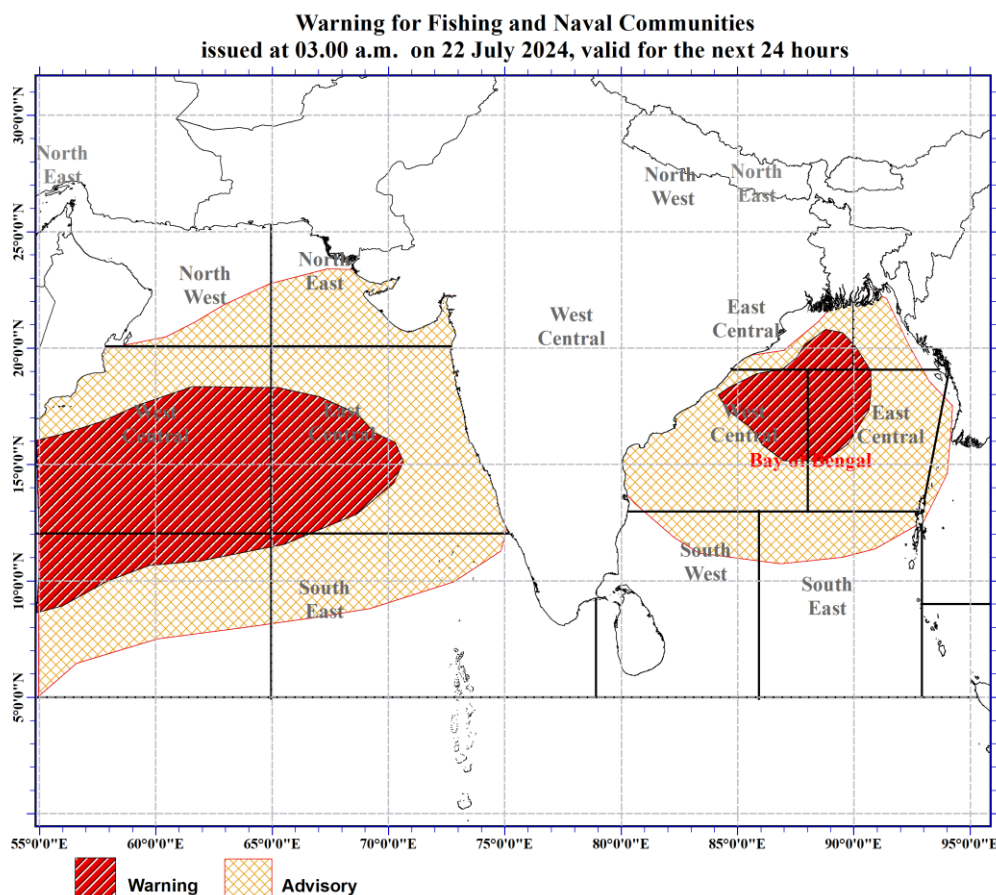 Warning for Fishing and Naval Communities
issued at 03.00 a.m. on 22 July 2024, valid for the next 24 hours
30°0'0"N
25°0'0"N
20°0'0"N
15°0'0"N
10°0'0"N
5°0'0"N
North
East
North
West
North
East
North
West
North
East
West
Central
East
Central
West
Central
East
Central
West
Central
East
Central
Bay of Bengal
South
West
South
East
South
East
55°0'0"E
60°0'0"E
65°0'0"E
70°0'0"E
75°0'0"E
80°0'0"E
85°0'0"E
90°0'0"E
95°0'0"E
Warning
Advisory